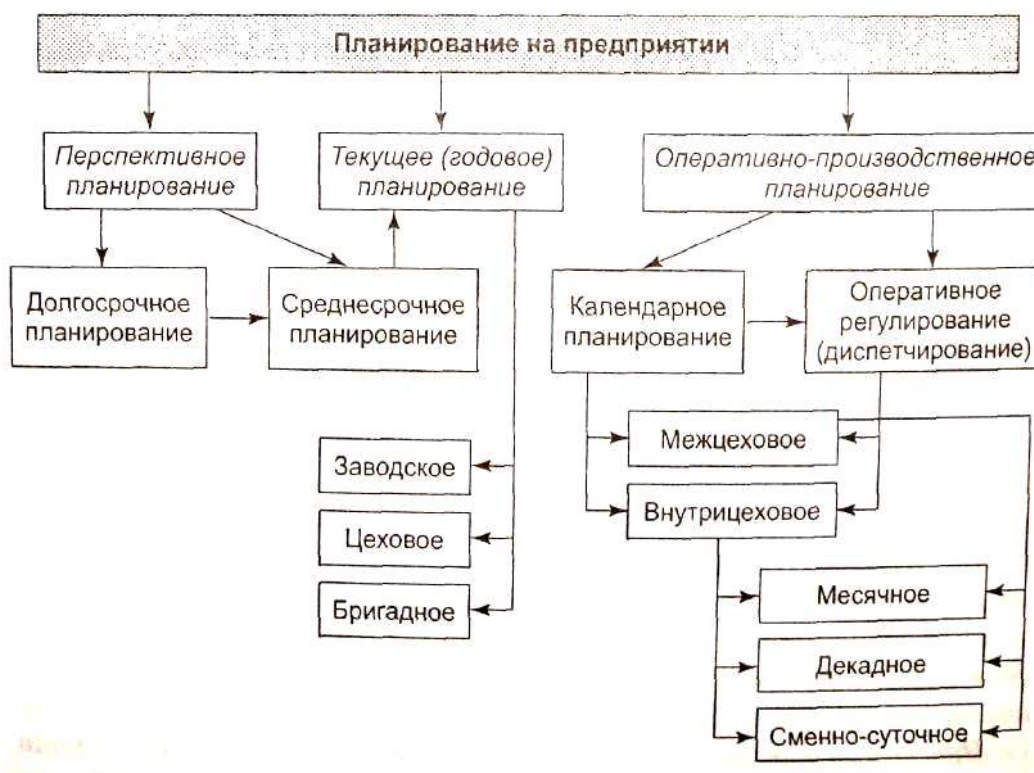 Планирование на предприятии
Перспективное
планирование
Текущее (годовое)
планирование
Оперативно-производственное
планирование
Долгосрочное
планирование
Среднесрочное
планирование
Календарное
планирование
Оперативное
регулирование
(диспетчирование)
Межцеховое
Заводское
Внутрицеховое
Цеховое
Месячное
Бригадное
Декадное
Сменно-суточное